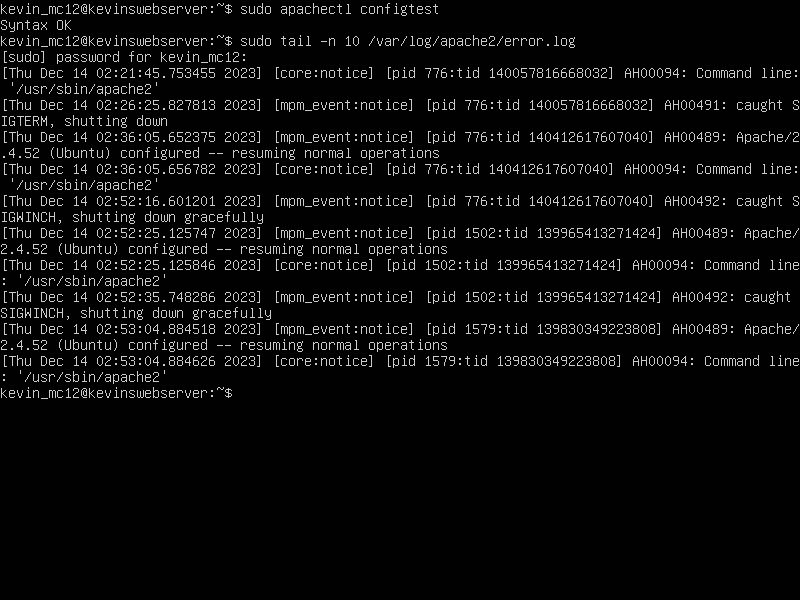 kevin_mc12@kevinswebserver:~$ sudo apachectl configtest
Syntax OK
kevin_mc12@kevinswebserver:~$ sudo tail -n 10 /var/log/apache2/error.log
[sudo] password for kevin_mc12:
[Thu Dec 14 02:21:45.753455 2023] [core:notice] [pid 776:tid 140057816668032] AH00094: Command line:
 '/usr/sbin/apache2'
[Thu Dec 14 02:26:25.827813 2023] [mpm_event:notice] [pid 776:tid 140057816668032] AH00491: caught S
IGTERM, shutting down
[Thu Dec 14 02:36:05.652375 2023] [mpm_event:notice] [pid 776:tid 140412617607040] AH00489: Apache/2
.4.52 (Ubuntu) configured -- resuming normal operations
[Thu Dec 14 02:36:05.656782 2023] [core:notice] [pid 776:tid 140412617607040] AH00094: Command line:
 '/usr/sbin/apache2'
[Thu Dec 14 02:52:16.601201 2023] [mpm_event:notice] [pid 776:tid 140412617607040] AH00492: caught S
IGWINCH, shutting down gracefully
[Thu Dec 14 02:52:25.125747 2023] [mpm_event:notice] [pid 1502:tid 139965413271424] AH00489: Apache/
2.4.52 (Ubuntu) configured -- resuming normal operations
[Thu Dec 14 02:52:25.125846 2023] [core:notice] [pid 1502:tid 139965413271424] AH00094: Command line
: '/usr/sbin/apache2'
[Thu Dec 14 02:52:35.748286 2023] [mpm_event:notice] [pid 1502:tid 139965413271424] AH00492: caught
SIGWINCH, shutting down gracefully
[Thu Dec 14 02:53:04.884518 2023] [mpm_event:notice] [pid 1579:tid 139830349223808] AH00489: Apache/
2.4.52 (Ubuntu) configured -- resuming normal operations
[Thu Dec 14 02:53:04.884626 2023] [core:notice] [pid 1579:tid 139830349223808] AH00094: Command line
: '/usr/sbin/apache2'
kevin_mc12@kevinswebserver:~$